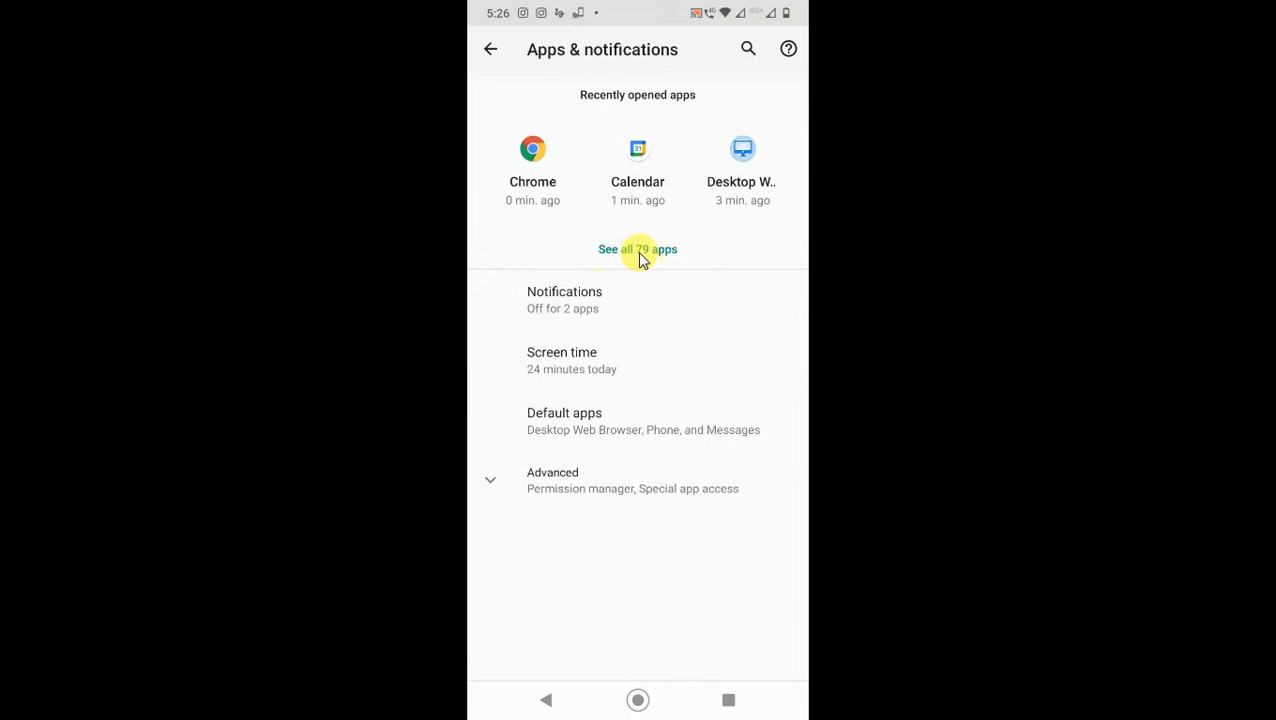 5:26
4G+
Apps & notifications
Recently opened apps
31
Chrome
Calendar
Desktop W..
0 min. ago
1 min. ago
3 min. ago
See all 79 apps
Notifications
Off for 2 apps
Screen time
24 minutes today
Default apps
Desktop Web Browser, Phone, and Messages
Advanced
Permission manager, Special app access